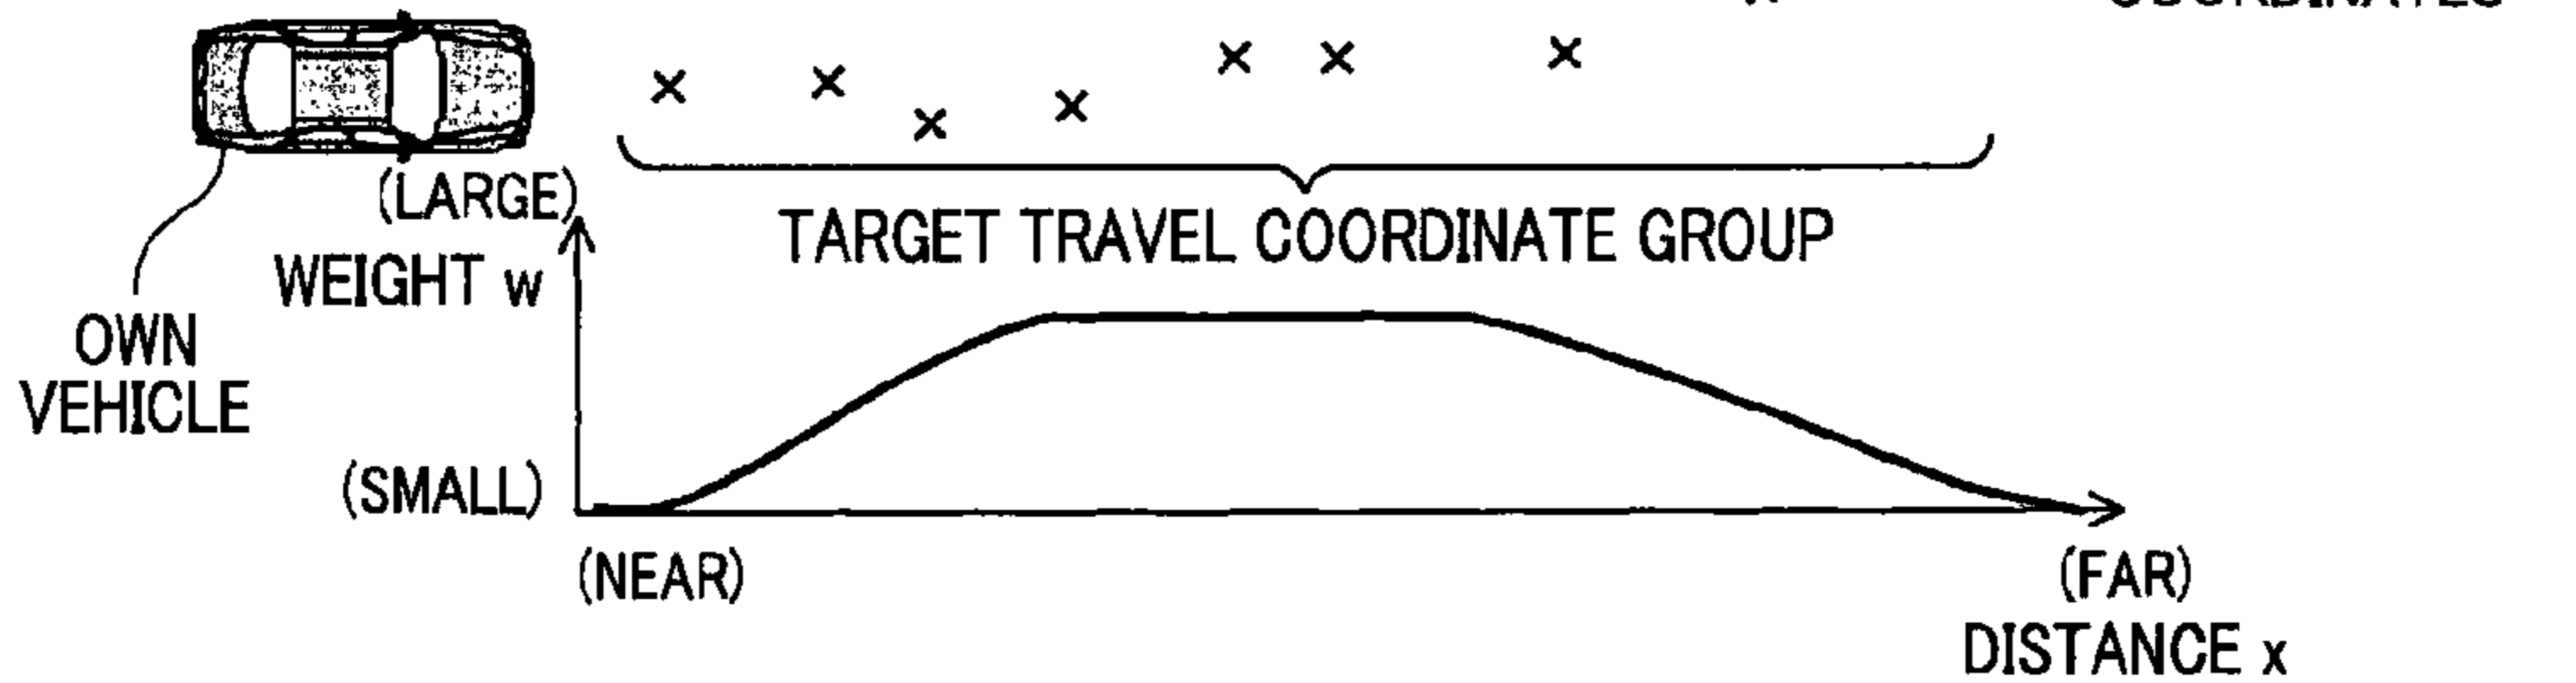 (LARGE)
TARGET TRAVEL COORDINATE GROUP
WEIGHT w
OWN
VEHICLE
(SMALL)
(NEAR)
(FAR)
DISTANCE x